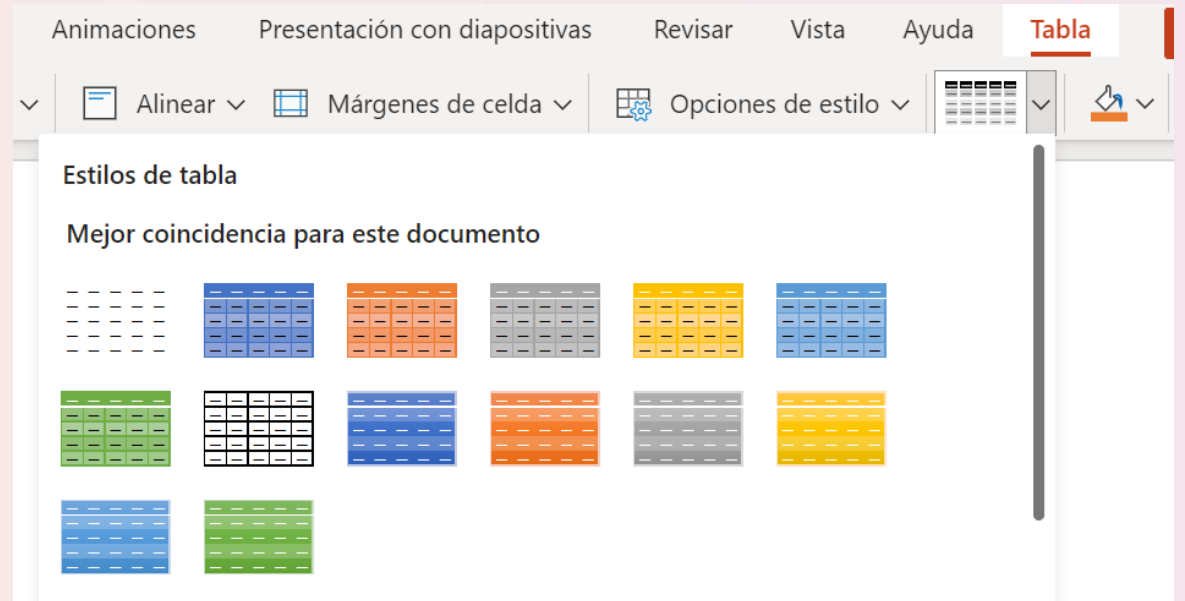 Animaciones Presentación con diapositivas Revisar Vista Ayuda Tabla
Alinear Márgenes de celda Opciones de estilo
Estilos de tabla
Mejor coincidencia para este documento